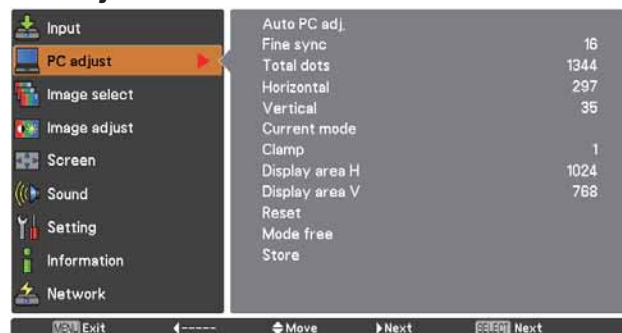 Input
PC adjust
Image select
Image adjust
Screen
Sound
Setting
Information
Network
Auto PC adj.
Fine sync 16
Total dots 1344
Horizontal 297
Vertical 35
Current mode
Clamp 1
Display area H 1024
Display area V 768
Reset
Mode free
Store
MENU Exit ◀----- ◆Move ▶Next SELECT Next